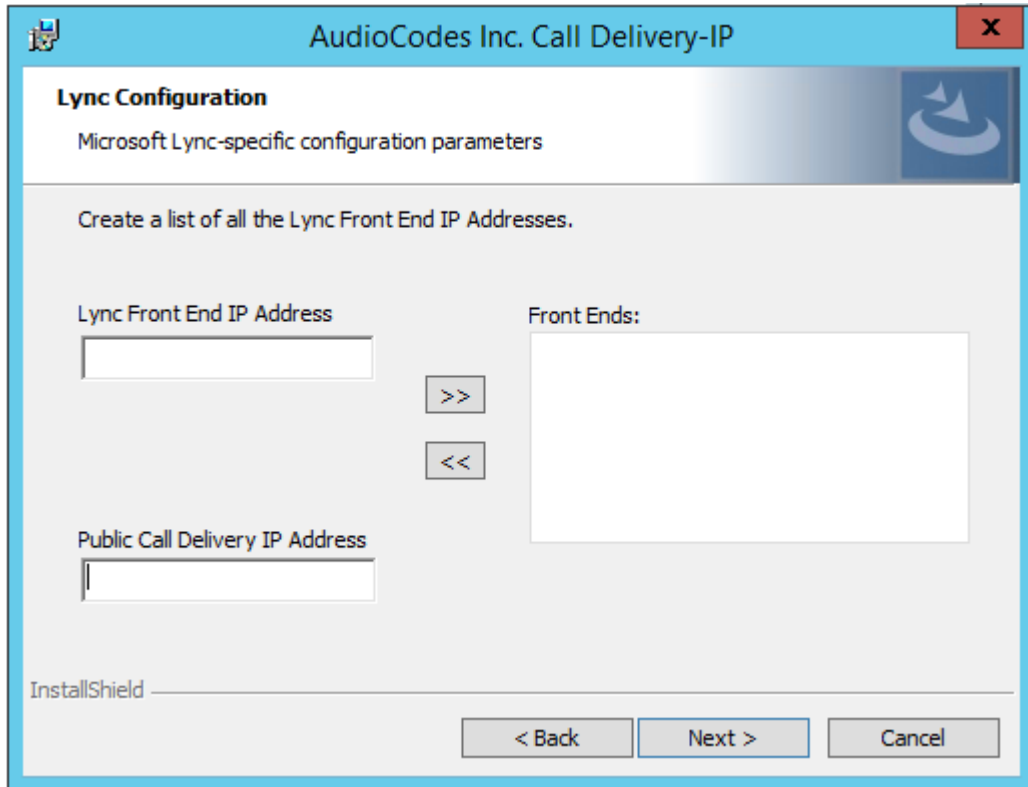 AudioCodes Inc. Call Delivery-IP
x
Lync Configuration
Microsoft Lync-specific configuration parameters
Create a list of all the Lync Front End IP Addresses.
Lync Front End IP Address
Front Ends:
>>
<<
Public Call Delivery IP Address
InstallShield
< Back
Next >
Cancel